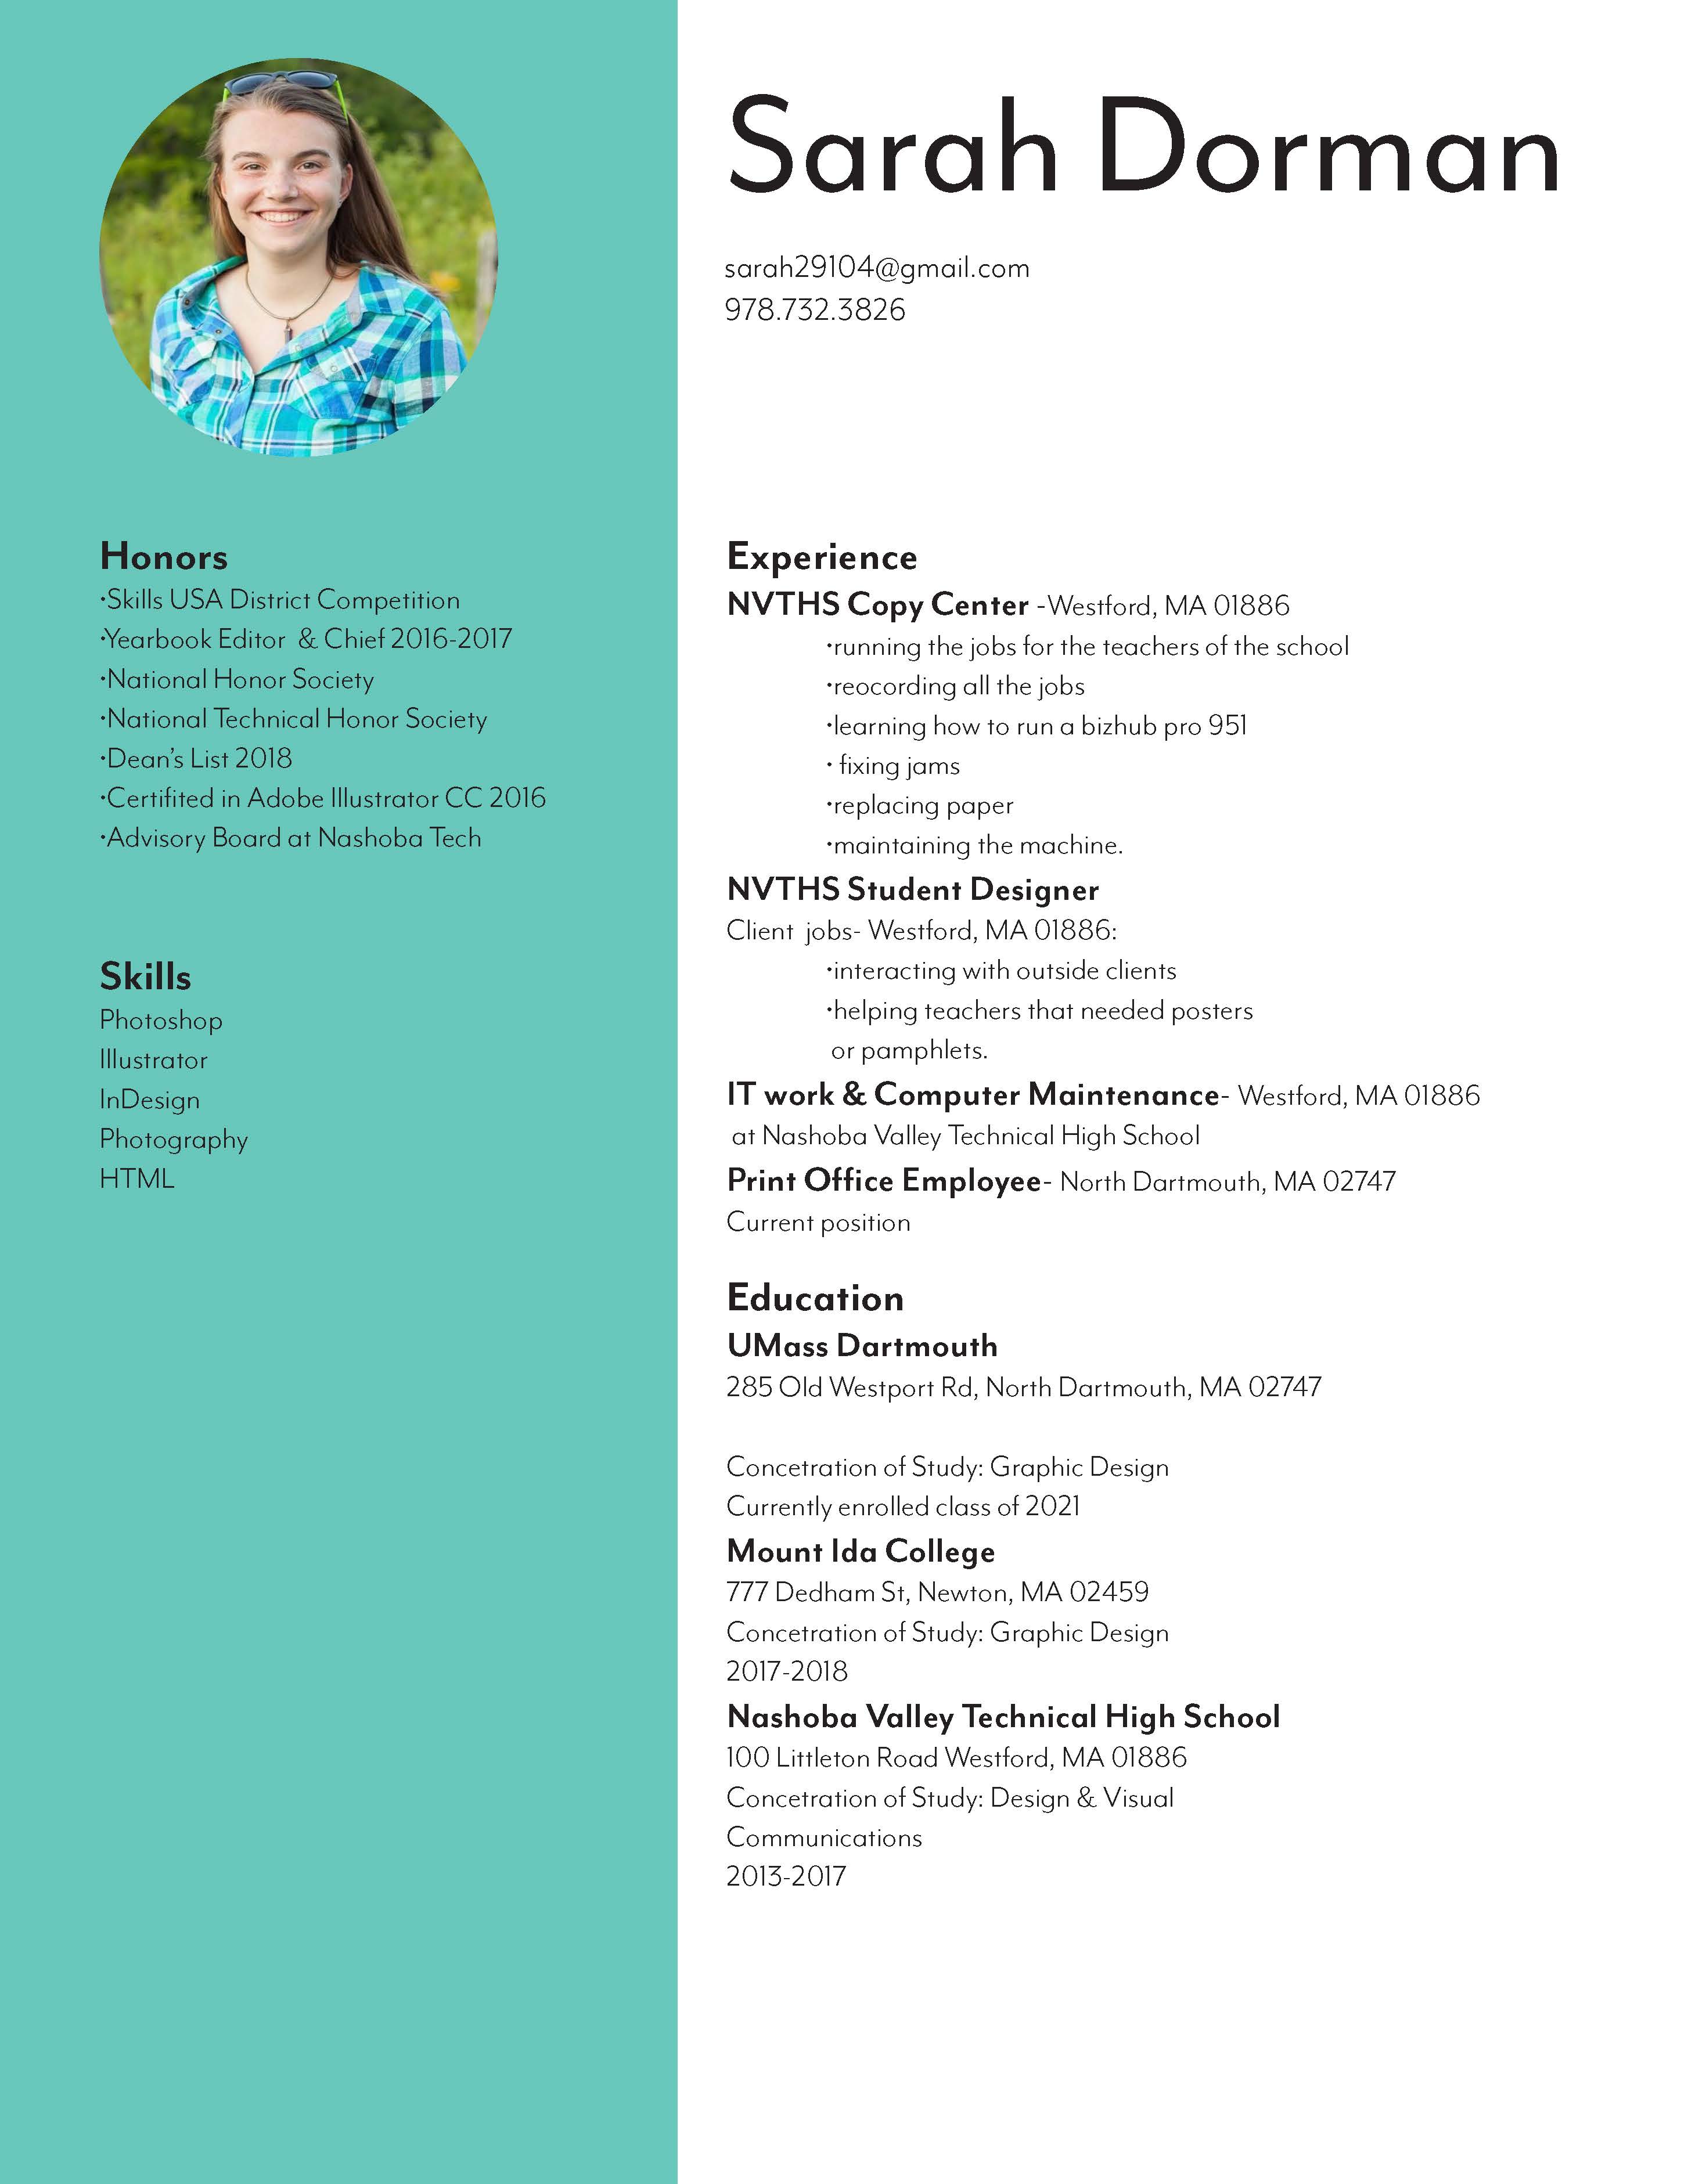 Sarah Dorman
sarah29104@gmail.com
978.732.3826
Honors
•Skills USA District Competition
•Yearbook Editor  & Chief 2016-2017
•National Honor Society
•National Technical Honor Society
•Dean’s List 2018
•Certifited in Adobe Illustrator CC 2016
•Advisory Board at Nashoba Tech
Skills
Photoshop
Illustrator
InDesign
Photography
HTML
Experience
NVTHS Copy Center -Westford, MA 01886
•running the jobs for the teachers of the school
•reocording all the jobs
•learning how to run a bizhub pro 951
• fixing jams
•replacing paper
•maintaining the machine.
NVTHS Student Designer
Client  jobs- Westford, MA 01886:
•interacting with outside clients
•helping teachers that needed posters
or pamphlets.
IT work & Computer Maintenance- Westford, MA 01886
at Nashoba Valley Technical High School
Print Office Employee- North Dartmouth, MA 02747
Current position
Education
UMass Dartmouth
285 Old Westport Rd, North Dartmouth, MA 02747
Concetration of Study: Graphic Design
Currently enrolled class of 2021
Mount Ida College
777 Dedham St, Newton, MA 02459
Concetration of Study: Graphic Design
2017-2018
Nashoba Valley Technical High School
100 Littleton Road Westford, MA 01886
Concetration of Study: Design & Visual
Communications
2013-2017